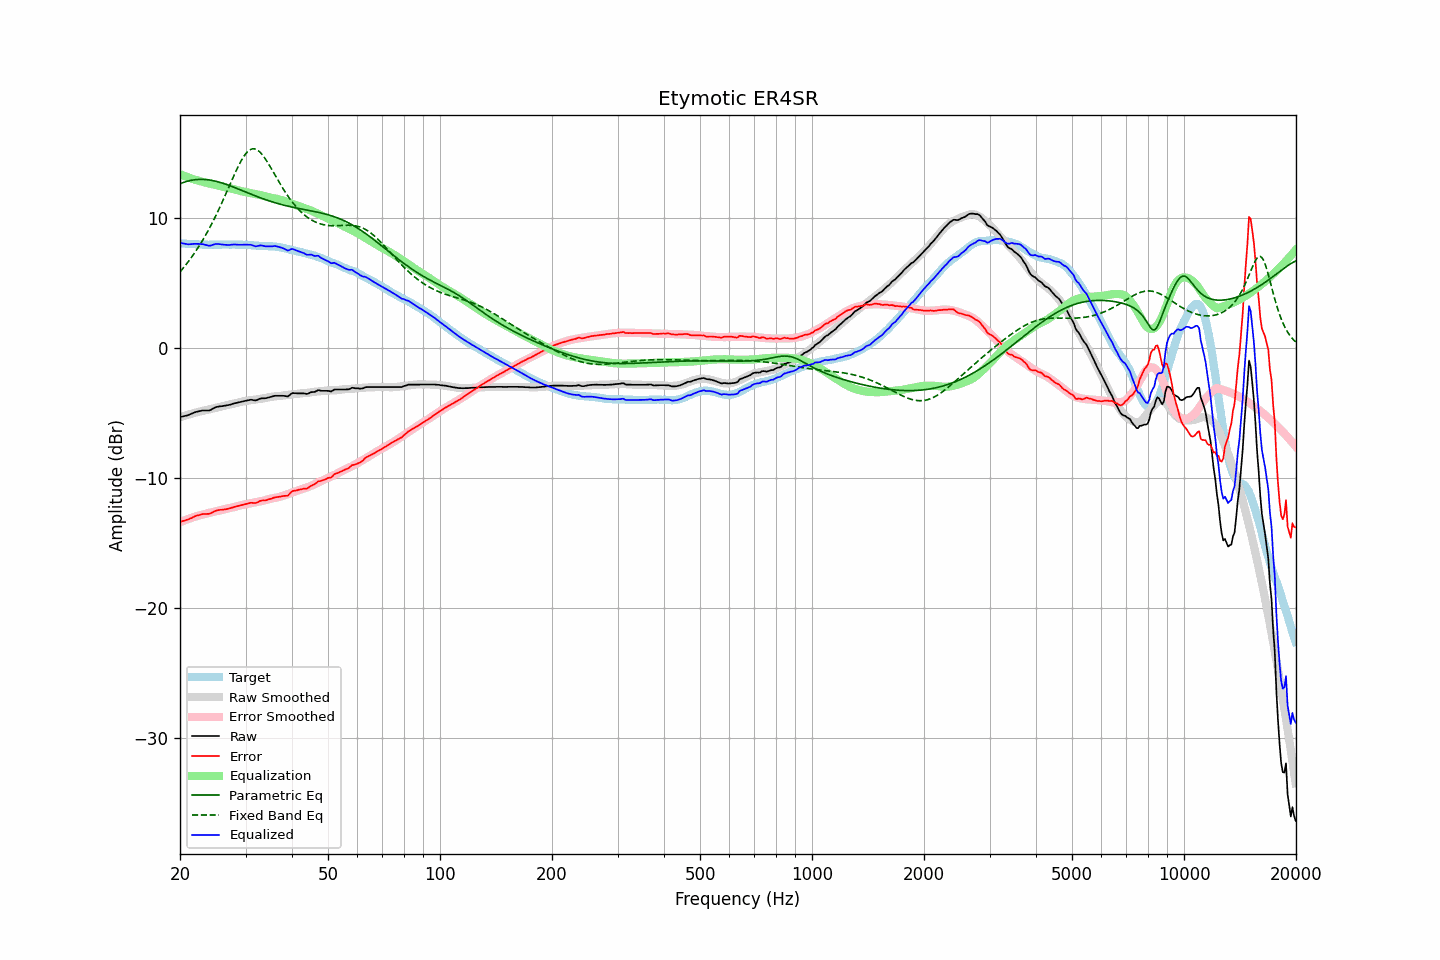 Etymotic ER4SR
Amplitude (dBr)
10
0
−10
−20
−30
Target
Raw Smoothed
Error Smoothed
Raw
Error
Equalization
Parametric Eq
Fixed Band Eq
Equalized
20 50 100 200 500 1000 2000 5000 10000 20000
Frequency (Hz)